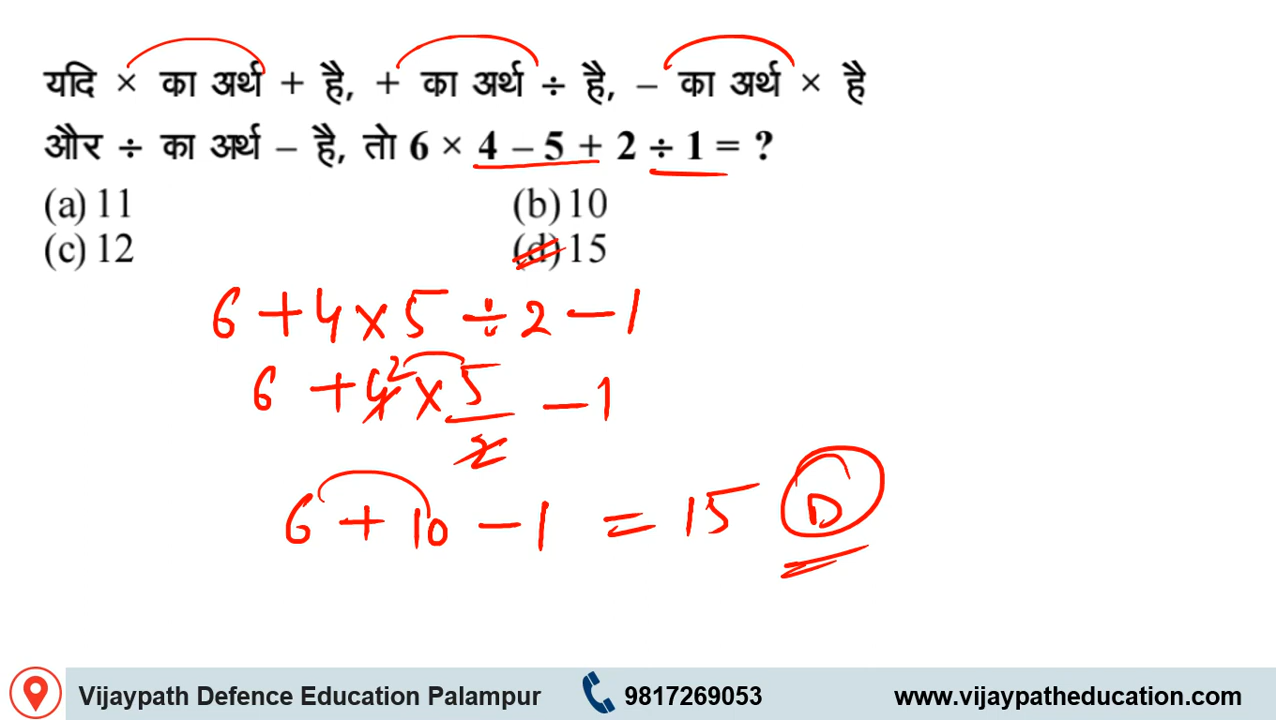 यदि × का अर्थ + है, + का अर्थ ÷ है, – का अर्थ × है
और ÷ का अर्थ – है, तो 6 × 4 – 5 + 2 ÷ 1 = ?
(a) 11 (b) 10
(c) 12 (d) 15
6 + 4 × 5 ÷ 2 – 1
6 + 4 2 × 5/2 – 1
6 + 10 – 1 = 15 D
Vijaypath Defence Education Palampur 9817269053 www.vijaypatheducation.com